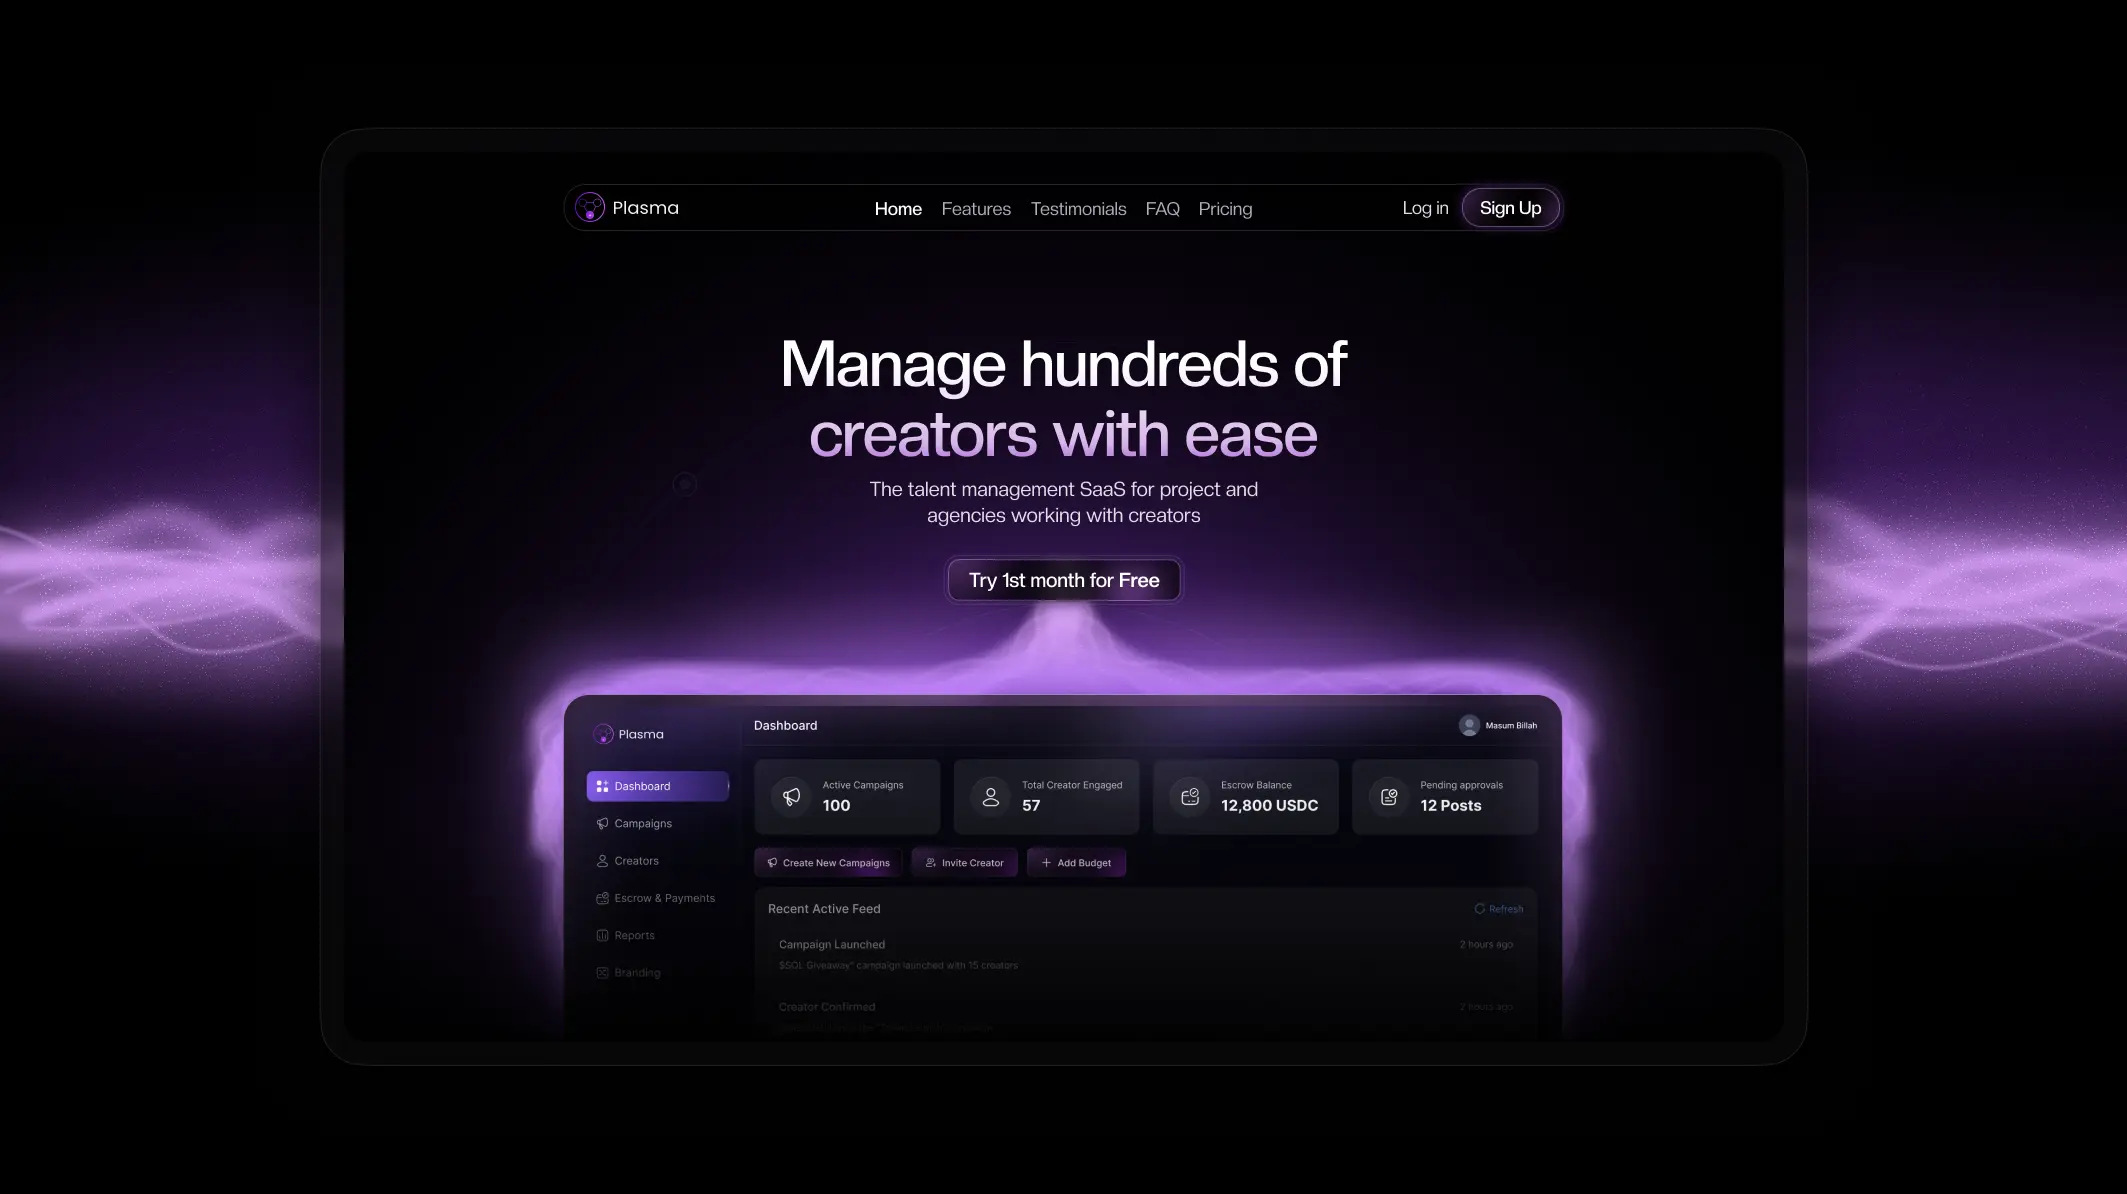 Plasma
Home Features Testimonials FAQ Pricing
Log in Sign Up
Manage hundreds of
creators with ease
The talent management SaaS for project and
agencies working with creators
Try 1st month for Free
Plasma
Dashboard
Masum Billah
Dashboard
Campaigns
Creators
Escrow & Payments
Reports
Branding
Active Campaigns
100
Total Creator Engaged
57
Escrow Balance
12,800 USDC
Pending approvals
12 Posts
Create New Campaigns Invite Creator Add Budget
Recent Active Feed Refresh
Campaign Launched 2 hours ago
$SOL Giveaway" campaign launched with 15 creators
Creator Confirmed 2 hours ago